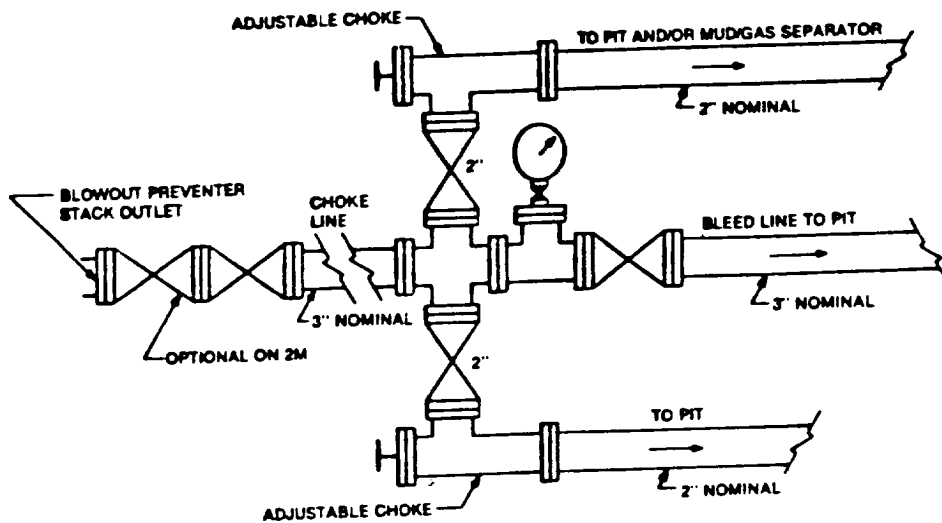 ADJUSTABLE CHOKE
TO PIT AND/OR MUD/GAS SEPARATOR
2" NOMINAL
2"
BLOWOUT PREVENTER
STACK OUTLET
CHOKE
LINE
BLEED LINE TO PIT
3" NOMINAL
3" NOMINAL
OPTIONAL ON 2M
2"
TO PIT
2" NOMINAL
ADJUSTABLE CHOKE